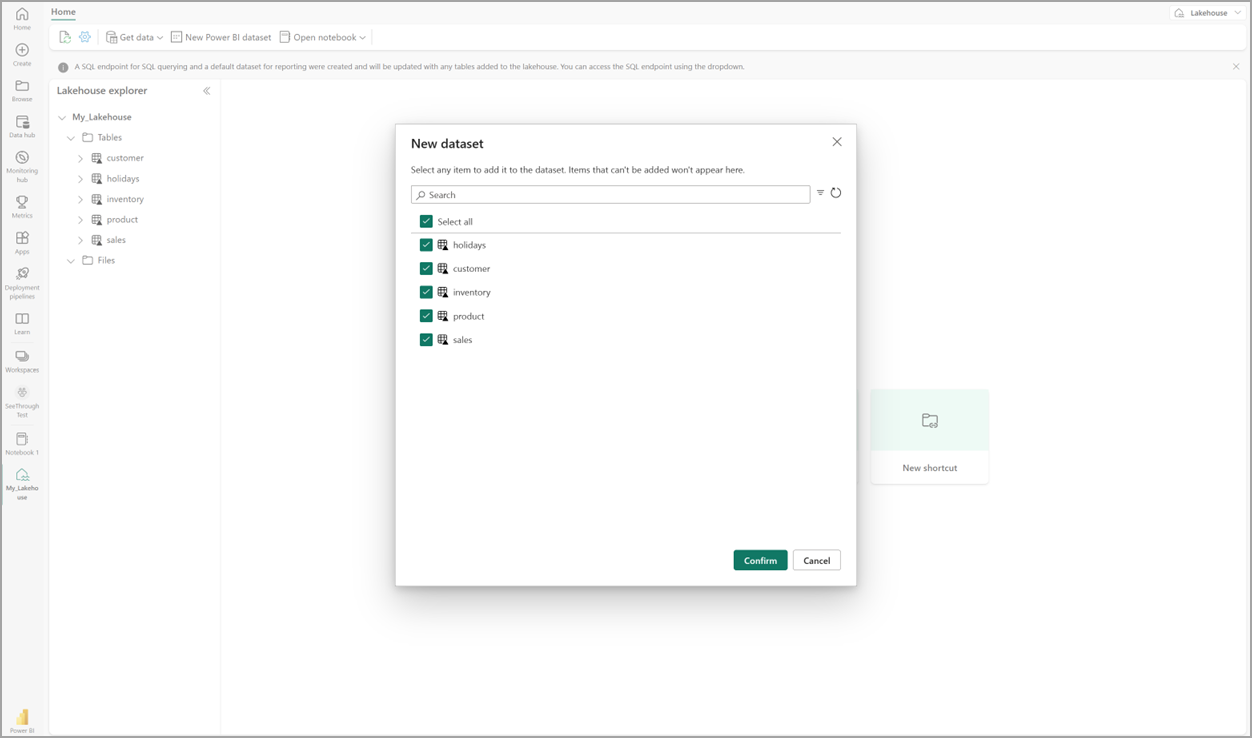 Home
Lakehouse
Get data
New Power BI dataset
Open notebook
A SQL endpoint for SQL querying and a default dataset for reporting were created and will be updated with any tables added to the lakehouse. You can access the SQL endpoint using the dropdown.
Home
Create
Browse
Data hub
Monitoring
hub
Metrics
Apps
Deployment
pipelines
Learn
Workspaces
SeeThrough
Test
Notebook 1
My_Lakeho
use
Power BI
Lakehouse explorer
My_Lakehouse
Tables
customer
holidays
inventory
product
sales
Files
New dataset
Select any item to add it to the dataset. Items that can't be added won't appear here.
Search
Select all
holidays
customer
inventory
product
sales
Confirm
Cancel
New shortcut